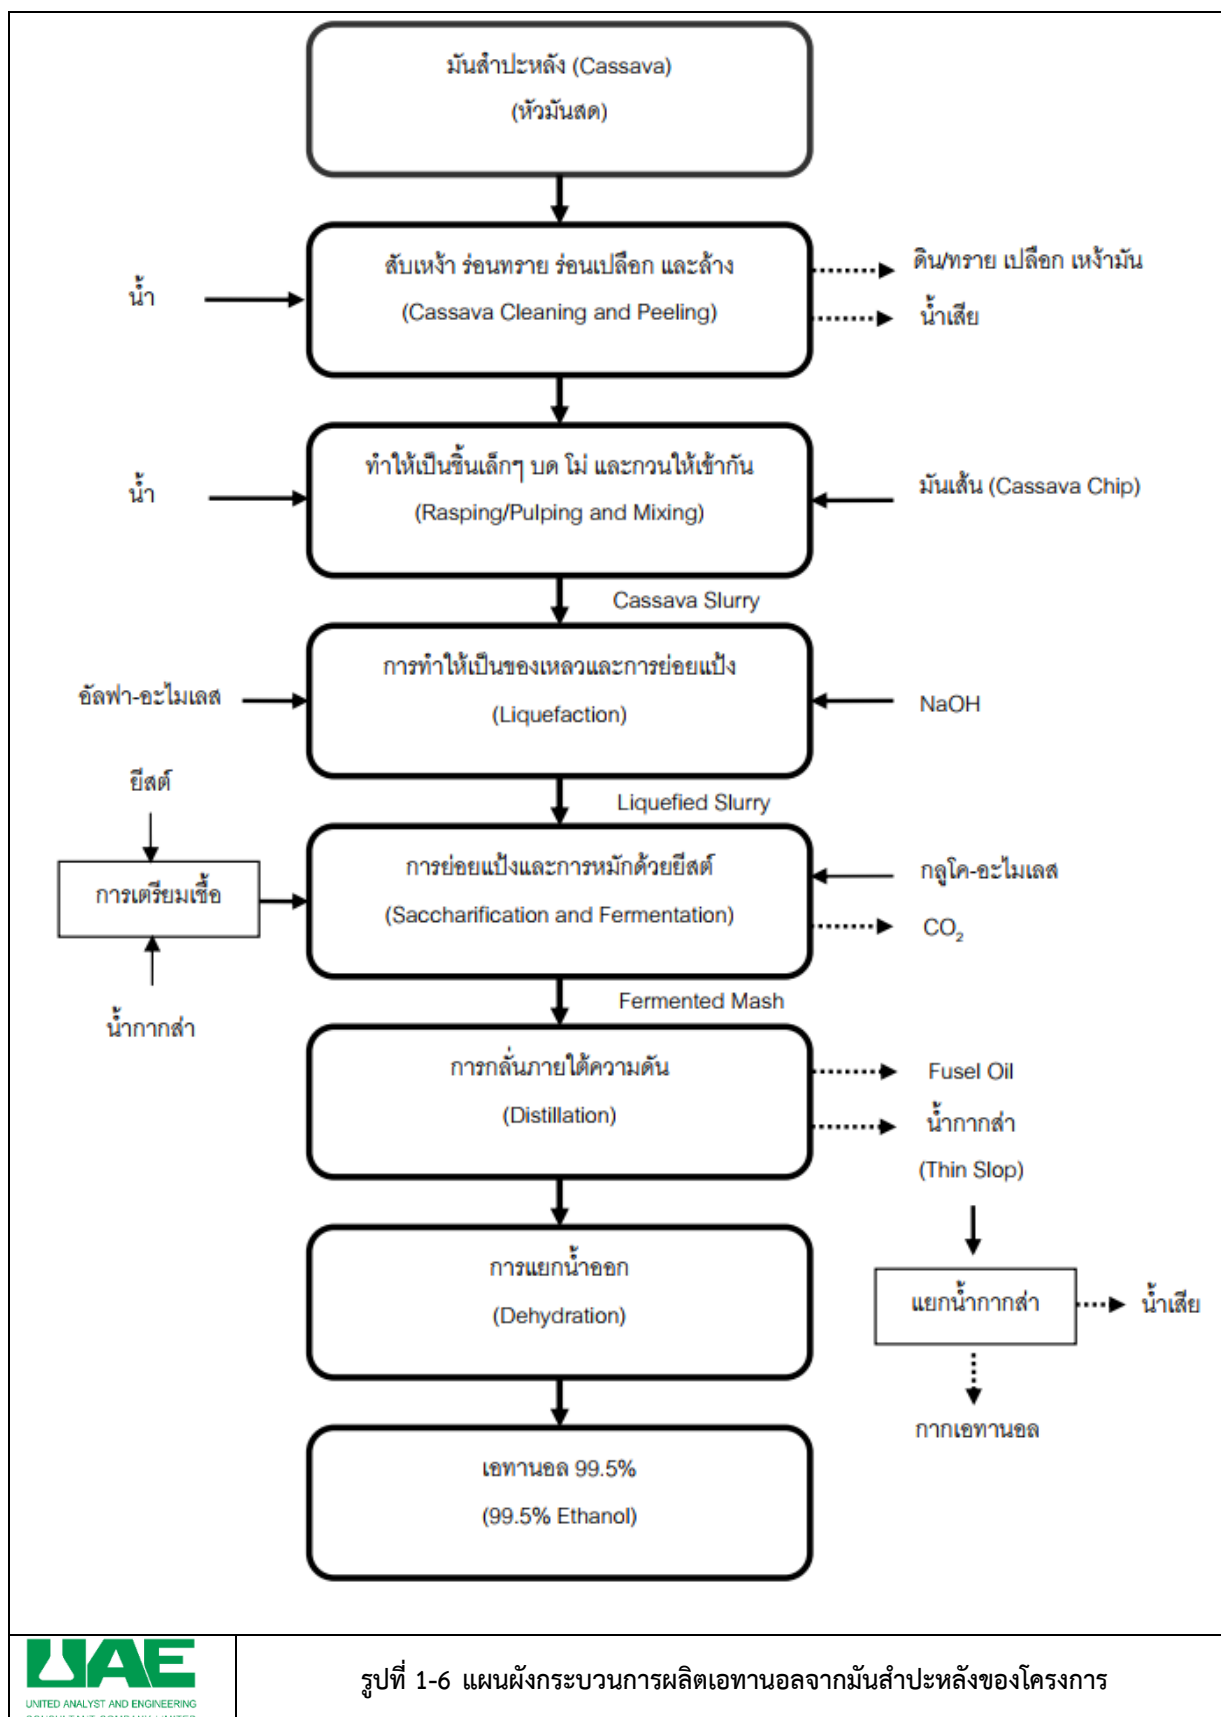 มันสำปะหลัง (Cassava)
(หัวมันสด)
สับเหง้า ร่อนทราย ร่อนเปลือก และล้าง
(Cassava Cleaning and Peeling)
น้ำ
ดิน/ทราย เปลือก เหง้ามัน
น้ำเสีย
ทำให้เป็นชิ้นเล็กๆ บด โม่ และกวนให้เข้ากัน
(Rasping/Pulping and Mixing)
น้ำ
มันเส้น (Cassava Chip)
Cassava Slurry
การทำให้เป็นของเหลวและการย่อยแป้ง
(Liquefaction)
อัลฟา-อะไมเลส
NaOH
Liquefied Slurry
ยีสต์
การเตรียมเชื้อ
น้ำกากส่า
การย่อยแป้งและการหมักด้วยยีสต์
(Saccharification and Fermentation)
กลูโค-อะไมเลส
CO2
Fermented Mash
การกลั่นภายใต้ความดัน
(Distillation)
Fusel Oil
น้ำกากส่า
(Thin Slop)
การแยกน้ำออก
(Dehydration)
แยกน้ำกากส่า
น้ำเสีย
กากเอทานอล
เอทานอล 99.5%
(99.5% Ethanol)
UAE
UNITED ANALYST AND ENGINEERING
CONSULTANT COMPANY LIMITED
รูปที่ 1-6 แผนผังกระบวนการผลิตเอทานอลจากมันสำปะหลังของโครงการ